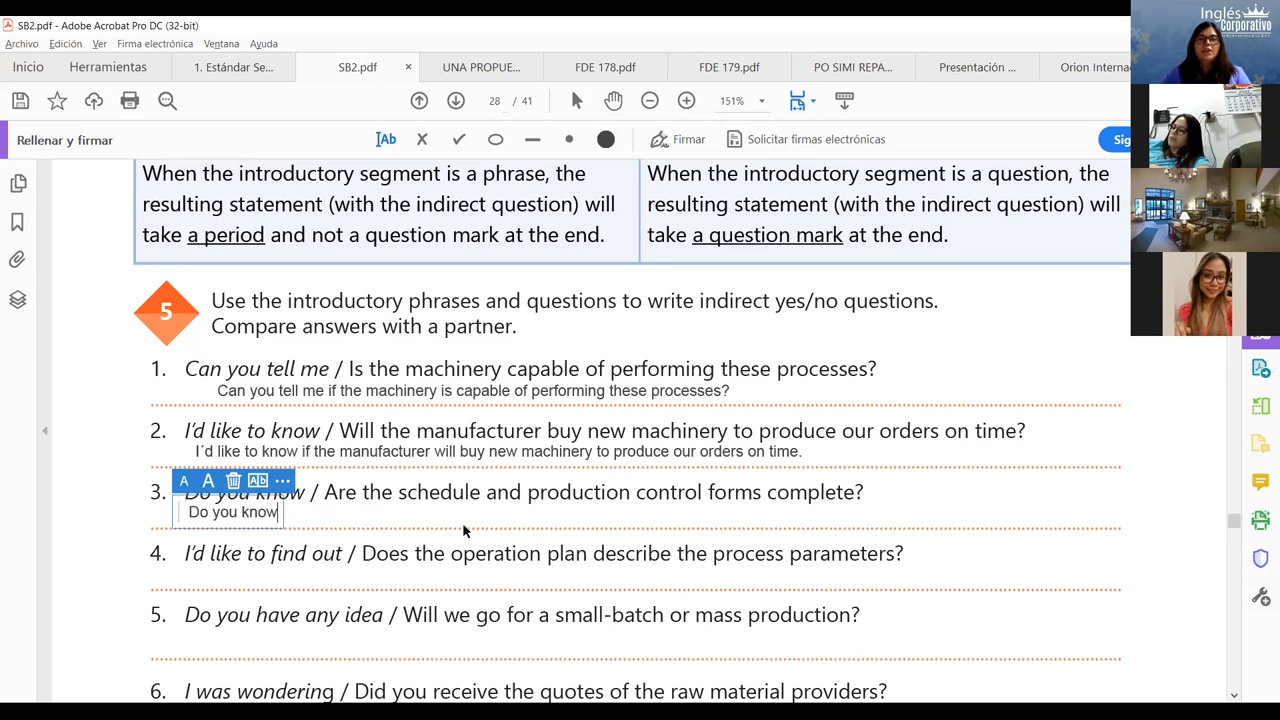 SB2.pdf - Adobe Acrobat Pro DC (32-bit)
Archivo Edición Ver Firma electrónica Ventana Ayuda
Inicio Herramientas 1. Estándar Se... SB2.pdf × UNA PROPUE... FDE 178.pdf FDE 179.pdf PO SIMI REPA... Presentación ... Orion Interna
28 / 41 151%
Rellenar y firmar Ab Firmar Solicitar firmas electrónicas Sig
Inglés
Corporativo
When the introductory segment is a phrase, the
resulting statement (with the indirect question) will
take a period and not a question mark at the end.
When the introductory segment is a question, the
resulting statement (with the indirect question) will
take a question mark at the end.
5 Use the introductory phrases and questions to write indirect yes/no questions.
Compare answers with a partner.
1. Can you tell me / Is the machinery capable of performing these processes?
Can you tell me if the machinery is capable of performing these processes?
2. I'd like to know / Will the manufacturer buy new machinery to produce our orders on time?
I´d like to know if the manufacturer will buy new machinery to produce our orders on time.
A A Ab ...
3. Do you know / Are the schedule and production control forms complete?
Do you know
4. I'd like to find out / Does the operation plan describe the process parameters?
5. Do you have any idea / Will we go for a small-batch or mass production?
6. I was wondering / Did you receive the quotes of the raw material providers?